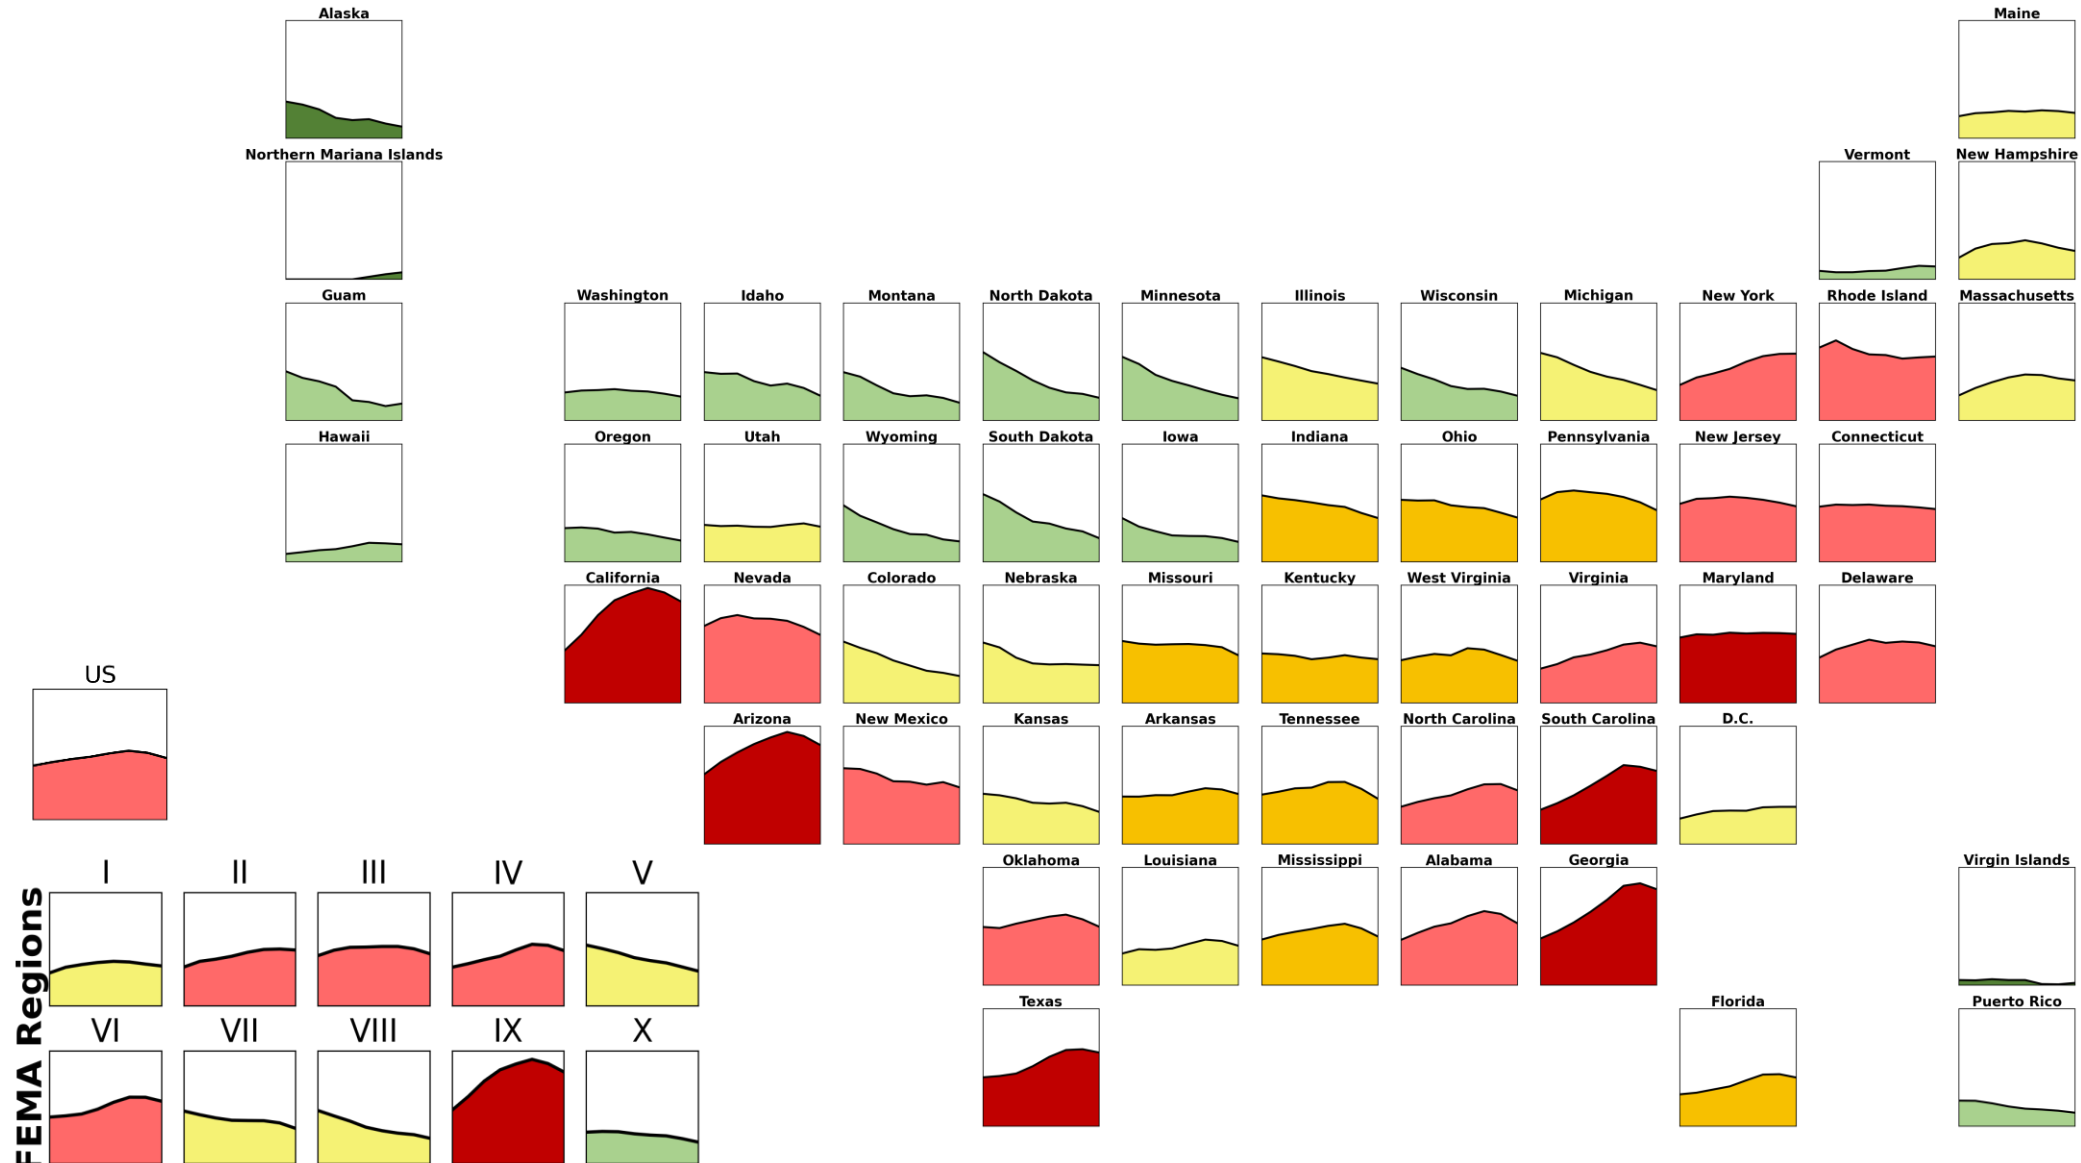 Alaska
Maine
Northern Mariana Islands
Vermont
New Hampshire
Guam
Washington
Idaho
Montana
North Dakota
Minnesota
Illinois
Wisconsin
Michigan
New York
Rhode Island
Massachusetts
Hawaii
Oregon
Utah
Wyoming
South Dakota
Iowa
Indiana
Ohio
Pennsylvania
New Jersey
Connecticut
California
Nevada
Colorado
Nebraska
Missouri
Kentucky
West Virginia
Virginia
Maryland
Delaware
US
Arizona
New Mexico
Kansas
Arkansas
Tennessee
North Carolina
South Carolina
D.C.
Oklahoma
Louisiana
Mississippi
Alabama
Georgia
Virgin Islands
Texas
Florida
Puerto Rico
FEMA Regions
I
II
III
IV
V
VI
VII
VIII
IX
X